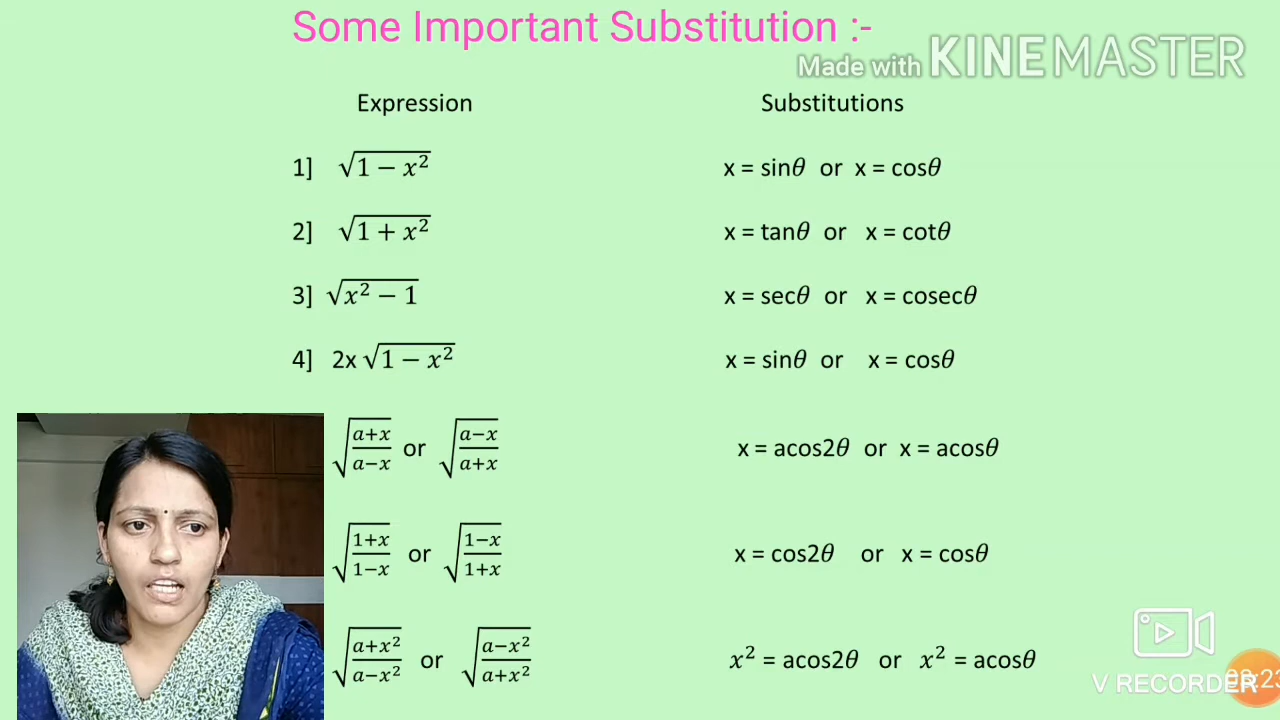 Some Important Substitution :-
Made with KINEMASTER
Expression Substitutions
1] √(1 − x²) x = sinθ or x = cosθ
2] √(1 + x²) x = tanθ or x = cotθ
3] √(x² − 1) x = secθ or x = cosecθ
4] 2x √(1 − x²) x = sinθ or x = cosθ
√((a+x)/(a−x)) or √((a−x)/(a+x)) x = acos2θ or x = acosθ
√((1+x)/(1−x)) or √((1−x)/(1+x)) x = cos2θ or x = cosθ
√((a+x²)/(a−x²)) or √((a−x²)/(a+x²)) x² = acos2θ or x² = acosθ
V RECORDER